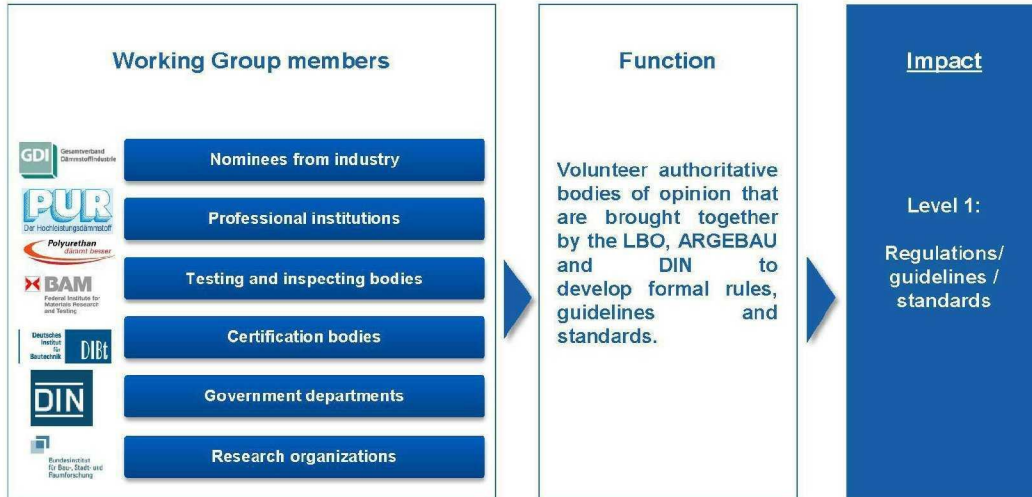 Working Group members
GDI
Gesamtverband
Dämmstoffindustrie
PUR
Der Hochleistungsdämmstoff
Polyurethan
dämmt besser
BAM
Federal Institute for
Materials Research
and Testing
Deutsches
Institut
für
Bautechnik
DIBt
DIN
Bundesinstitut
für Bau-, Stadt- und
Raumforschung
Nominees from industry
Professional institutions
Testing and inspecting bodies
Certification bodies
Government departments
Research organizations
Function
Volunteer authoritative
bodies of opinion that
are brought together
by the LBO, ARGEBAU
and DIN to
develop formal rules,
guidelines and
standards.
Impact
Level 1:
Regulations/
guidelines /
standards